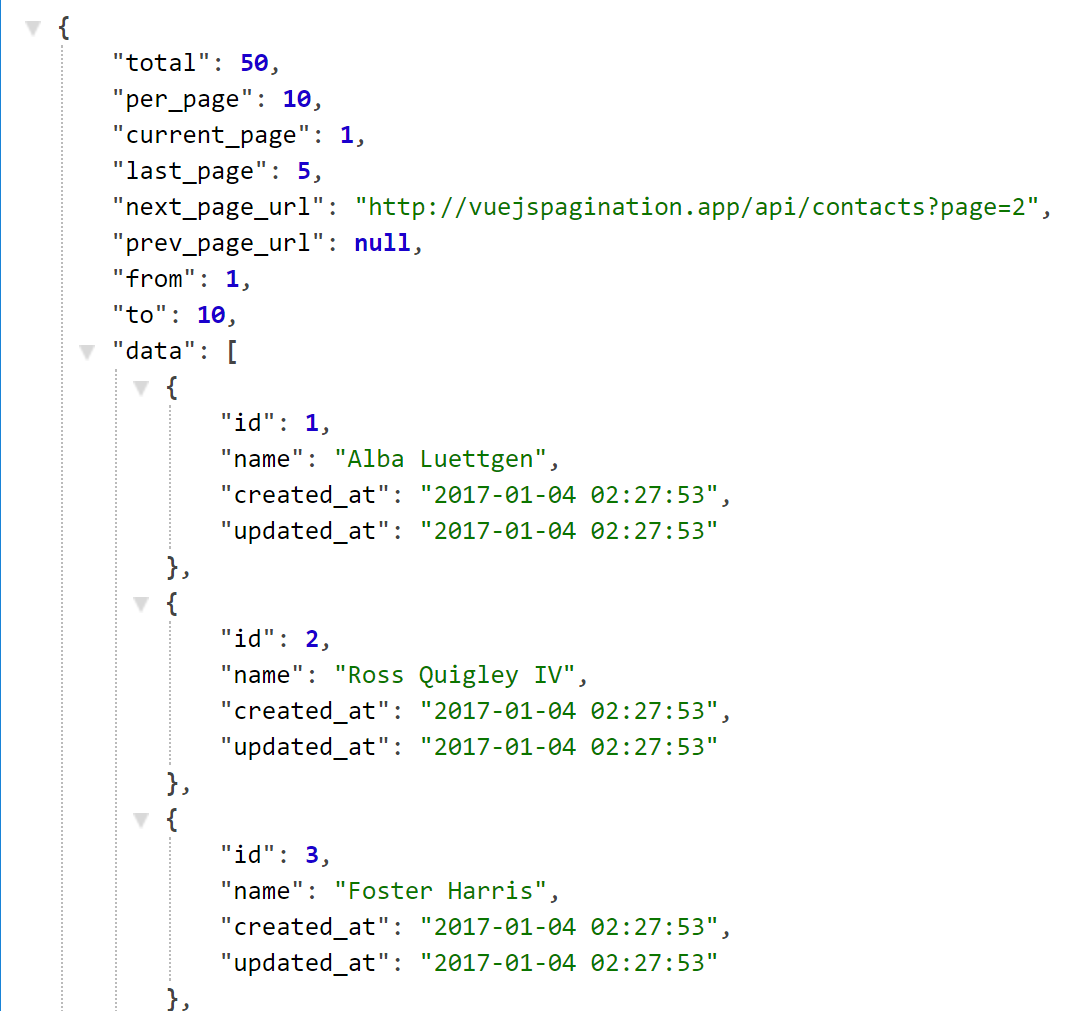 {
"total": 50,
"per_page": 10,
"current_page": 1,
"last_page": 5,
"next_page_url": "http://vuejspagination.app/api/contacts?page=2",
"prev_page_url": null,
"from": 1,
"to": 10,
"data": [
{
"id": 1,
"name": "Alba Luettgen",
"created_at": "2017-01-04 02:27:53",
"updated_at": "2017-01-04 02:27:53"
},
{
"id": 2,
"name": "Ross Quigley IV",
"created_at": "2017-01-04 02:27:53",
"updated_at": "2017-01-04 02:27:53"
},
{
"id": 3,
"name": "Foster Harris",
"created_at": "2017-01-04 02:27:53",
"updated_at": "2017-01-04 02:27:53"
},